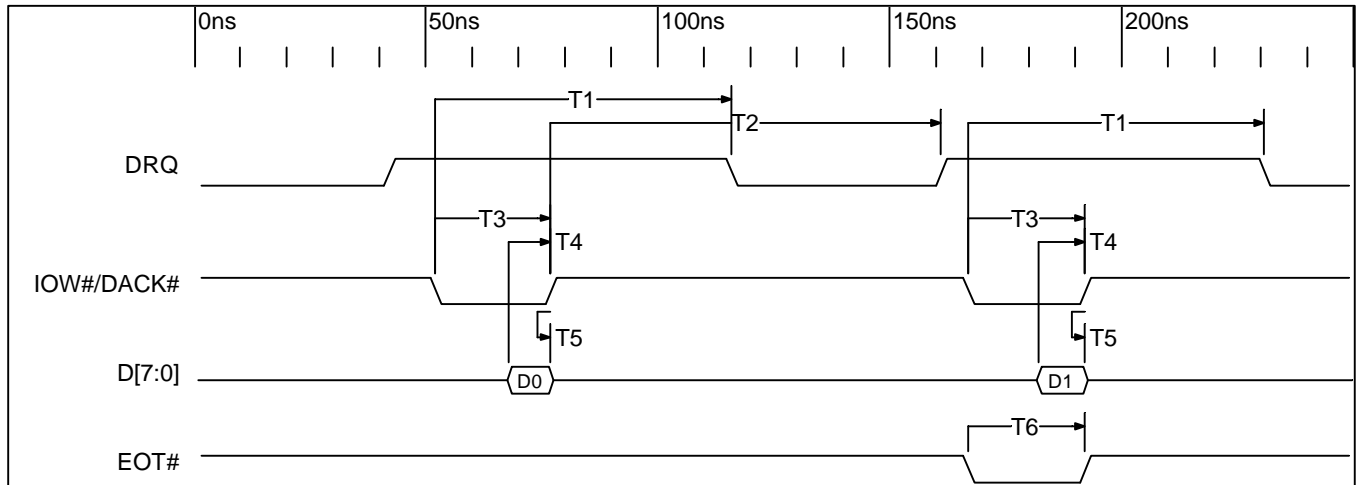 0ns 50ns 100ns 150ns 200ns
T1
T2 T1
DRQ
T3 T3
T4 T4
IOW#/DACK#
T5 T5
D[7:0] D0 D1
T6
EOT#